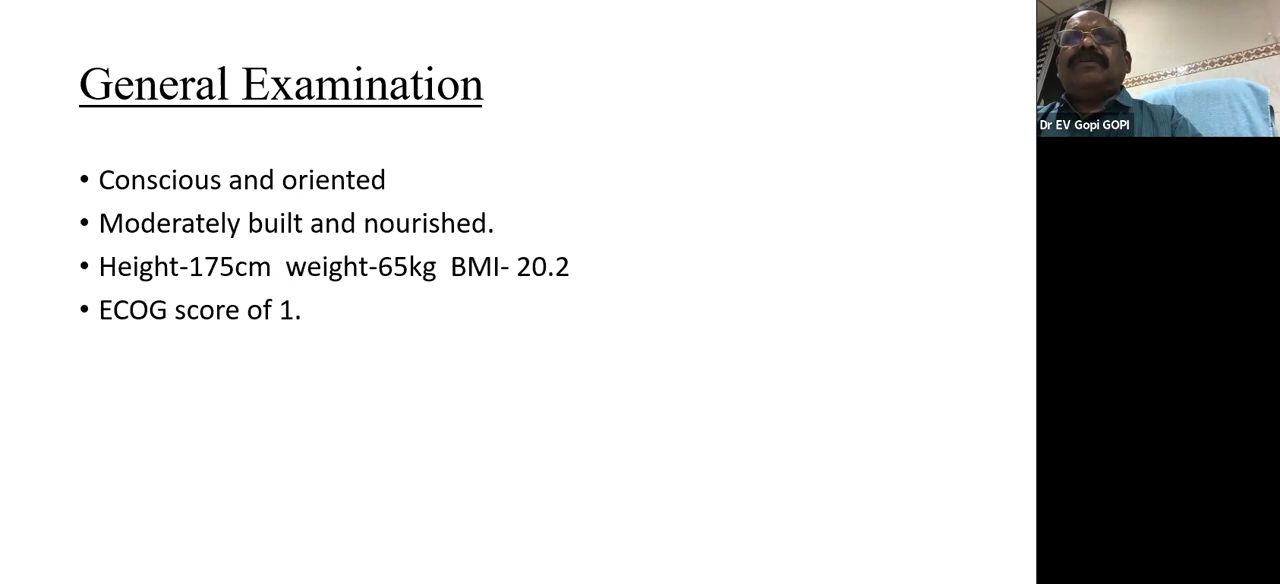 General Examination
• Conscious and oriented
• Moderately built and nourished.
• Height-175cm  weight-65kg  BMI- 20.2
• ECOG score of 1.
Dr EV Gopi GOPI